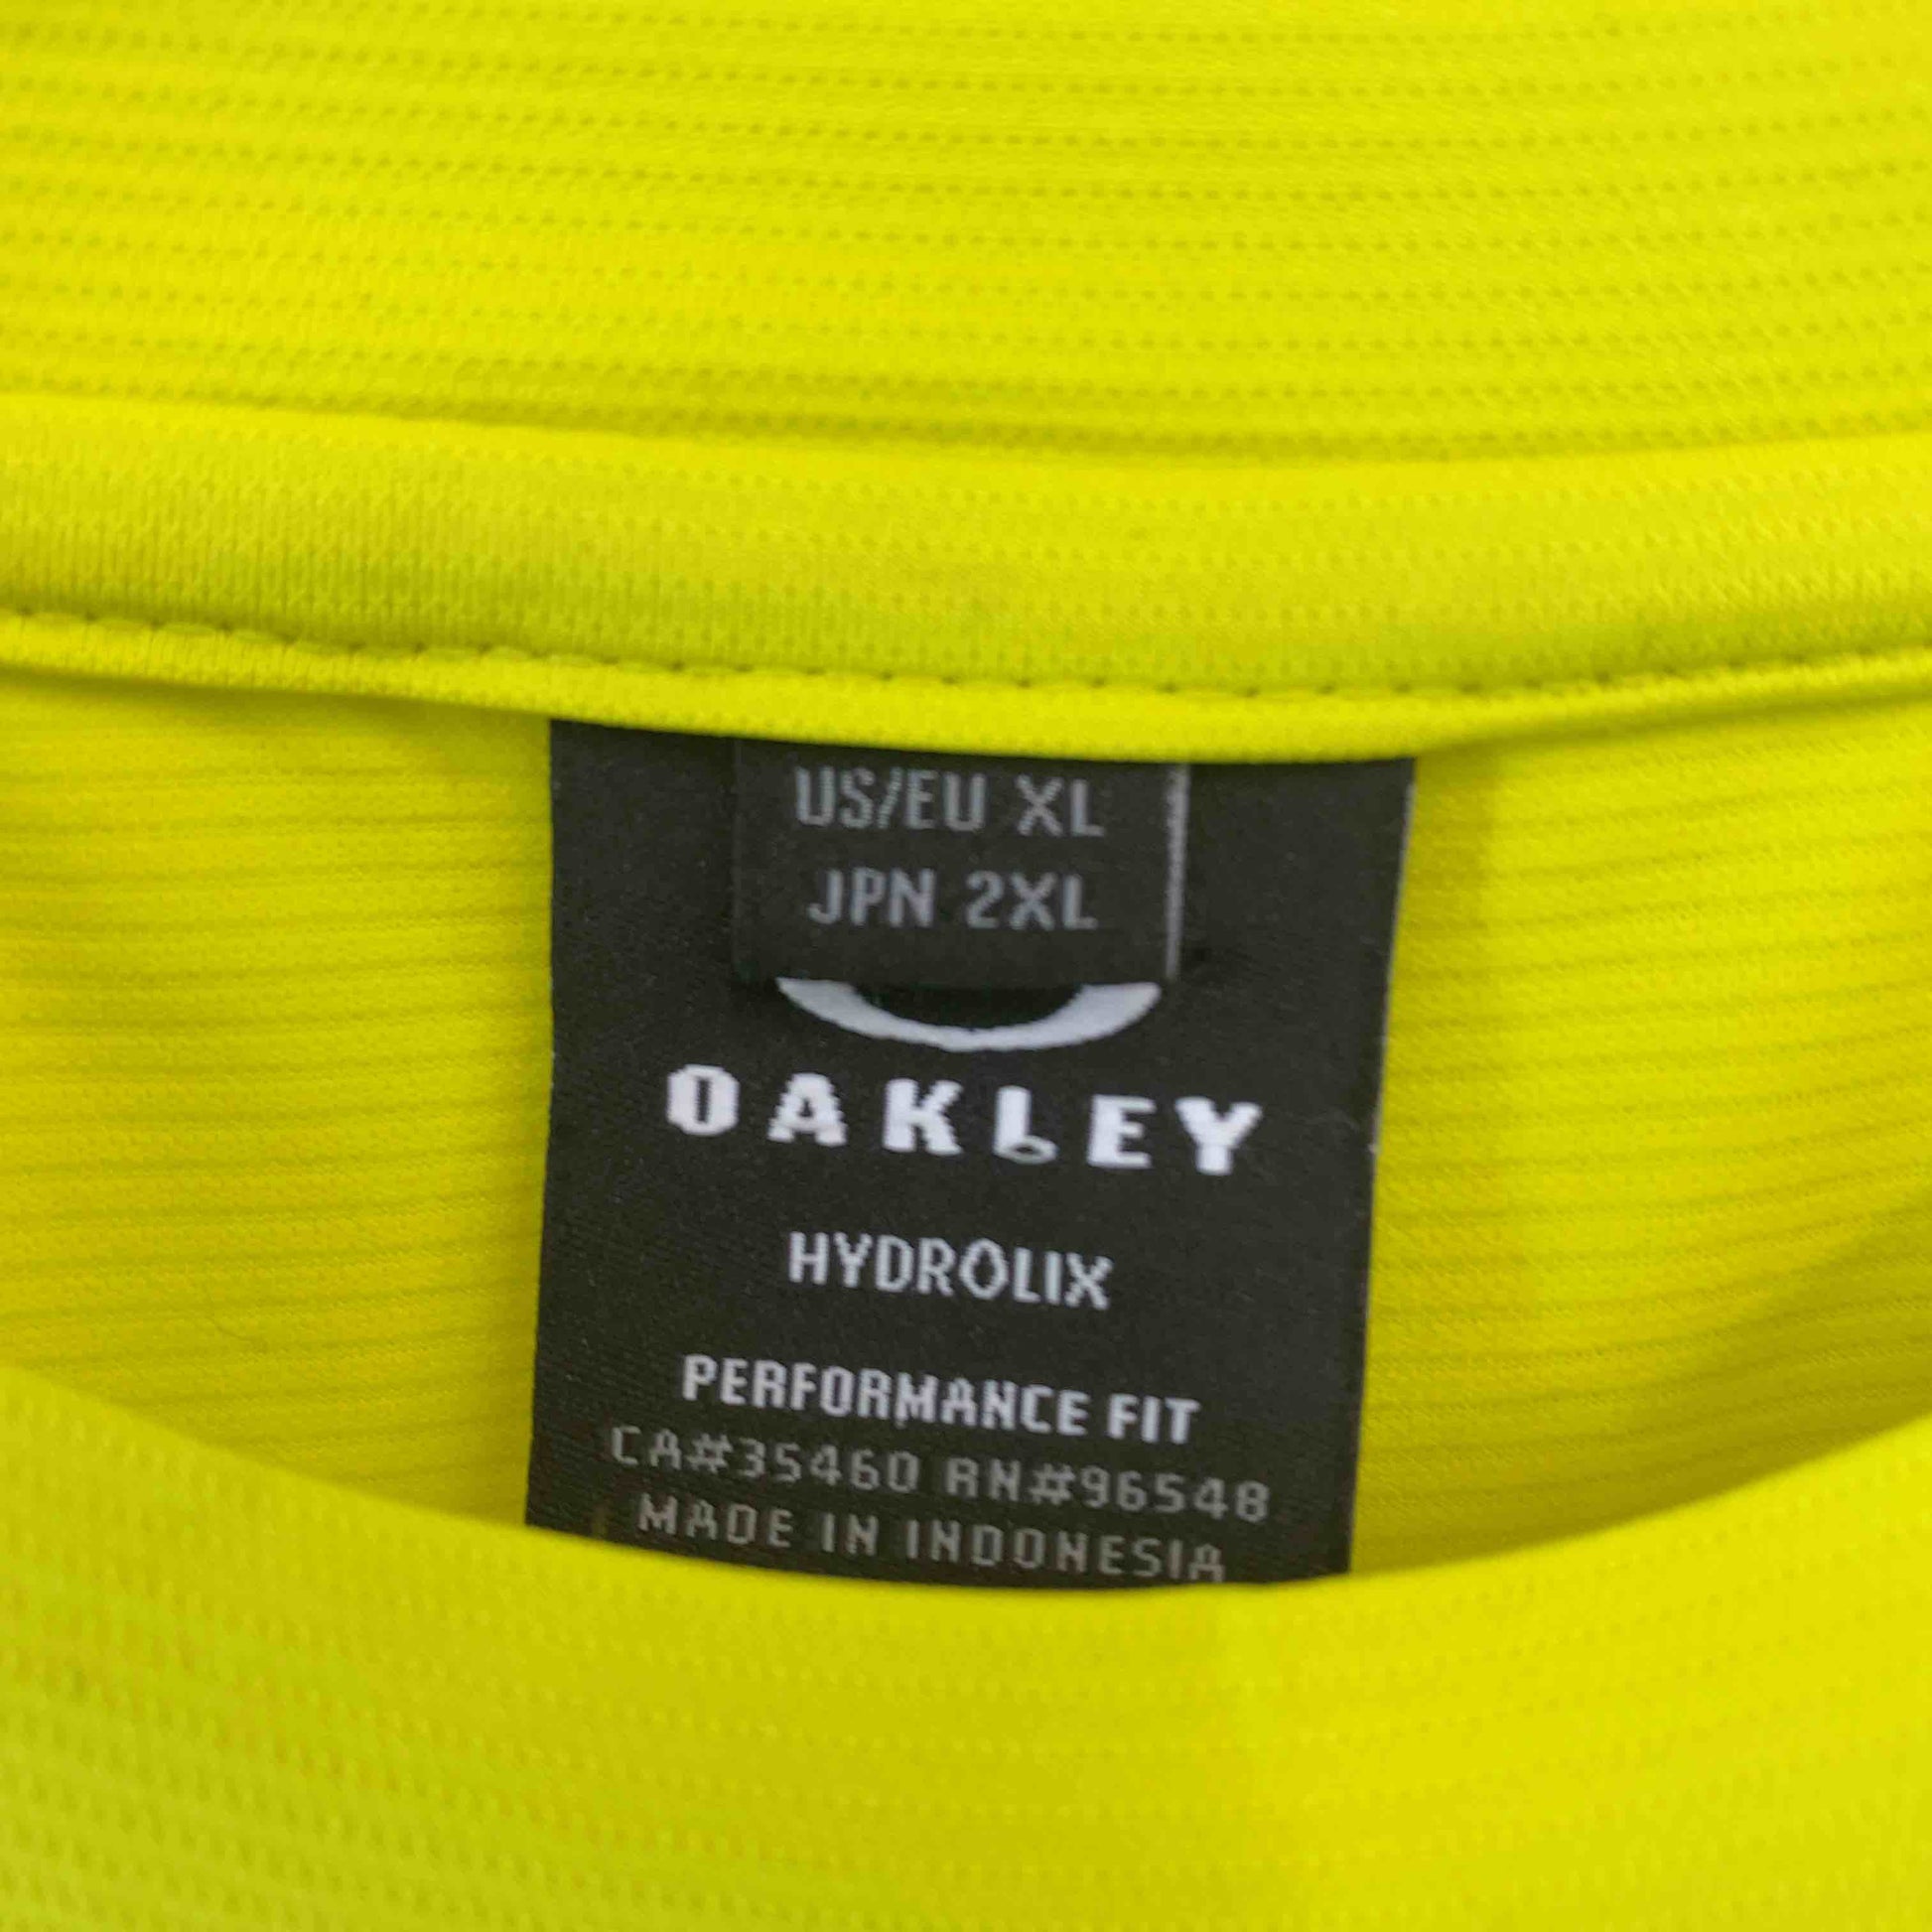 US/EU XL
JPN 2XL
OAKLEY
HYDROLIX
PERFORMANCE FIT
CA#35460 RN#96548
MADE IN INDONESIA